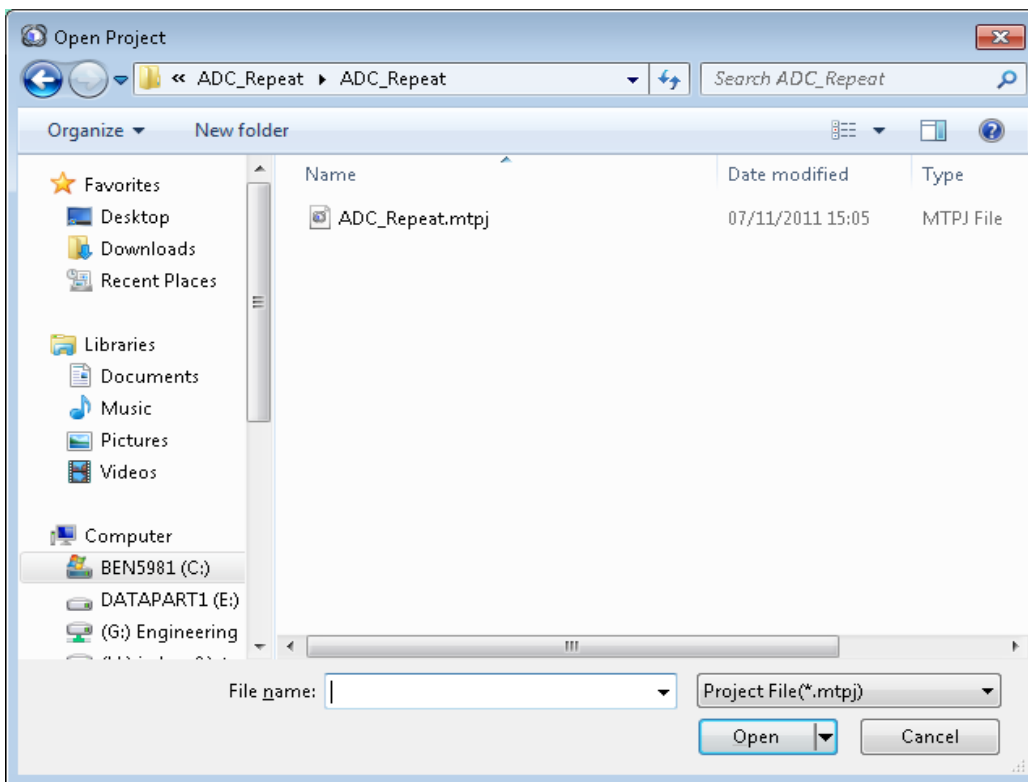 Open Project
« ADC_Repeat ▸ ADC_Repeat
Search ADC_Repeat
Organize
New folder
Name Date modified Type
ADC_Repeat.mtpj 07/11/2011 15:05 MTPJ File
Favorites
Desktop
Downloads
Recent Places
Libraries
Documents
Music
Pictures
Videos
Computer
BEN5981 (C:)
DATAPART1 (E:)
(G:) Engineering
File name:
Project File(*.mtpj)
Open
Cancel